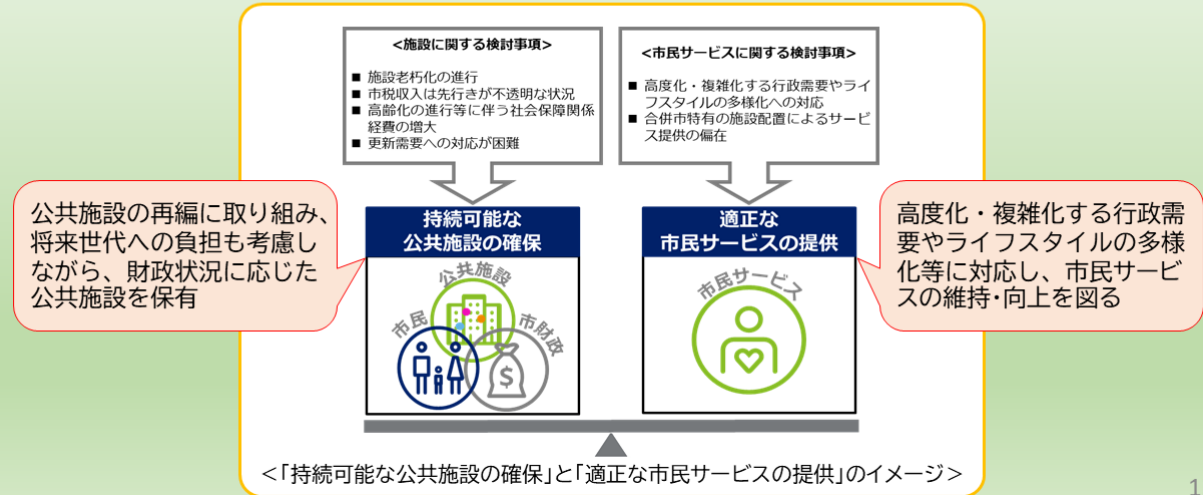 <施設に関する検討事項>
■ 施設老朽化の進行
■ 市税収入は先行きが不透明な状況
■ 高齢化の進行等に伴う社会保障関係
経費の増大
■ 更新需要への対応が困難
<市民サービスに関する検討事項>
■ 高度化・複雑化する行政需要やライ
フスタイルの多様化への対応
■ 合併市特有の施設配置によるサービ
ス提供の偏在
公共施設の再編に取り組み、
将来世代への負担も考慮し
ながら、財政状況に応じた
公共施設を保有
持続可能な
公共施設の確保
公共施設
市民
市財政
$
適正な
市民サービスの提供
市民サービス
高度化・複雑化する行政需
要やライフスタイルの多様
化等に対応し、市民サービ
スの維持・向上を図る
<「持続可能な公共施設の確保」と「適正な市民サービスの提供」のイメージ>
1